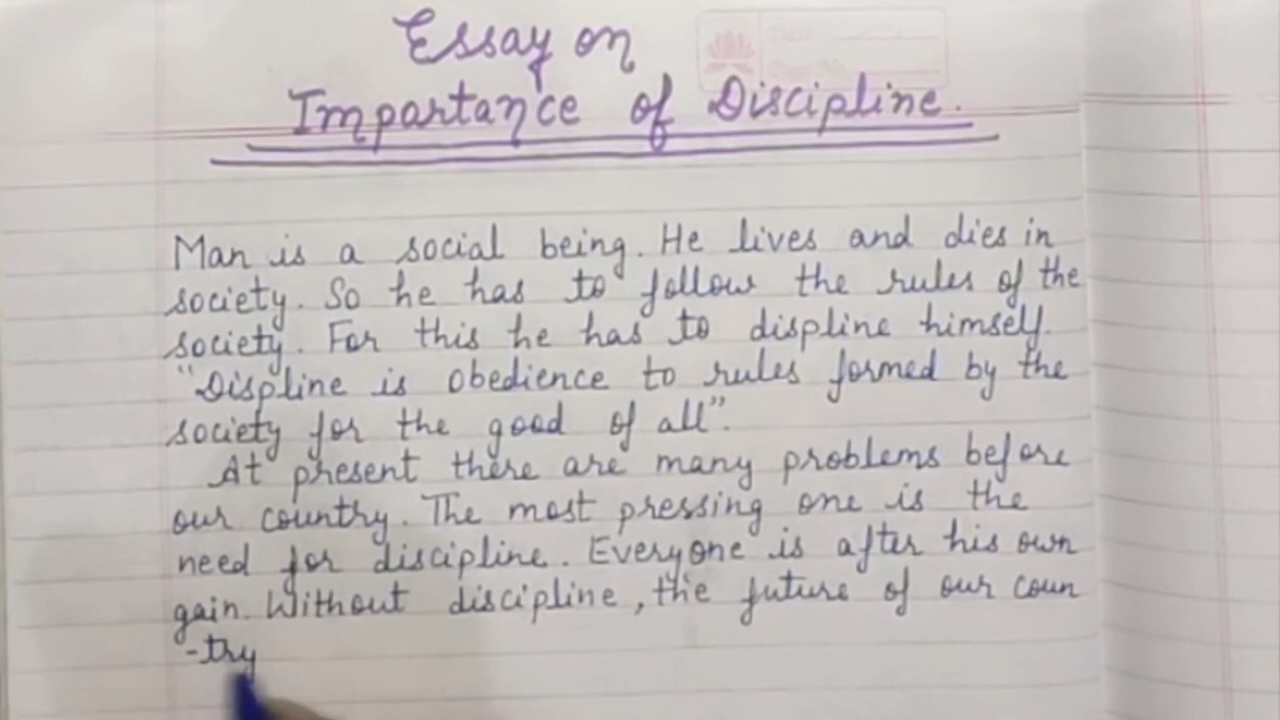 Essay on
Importance of Discipline.
Man is a social being. He lives and dies in
society. So he has to follow the rules of the
society. For this he has to displine himself.
"Displine is obedience to rules formed by the
society for the good of all".
At present there are many problems before
our country. The most pressing one is the
need for discipline. Everyone is after his own
gain. Without discipline, the future of our coun
-try